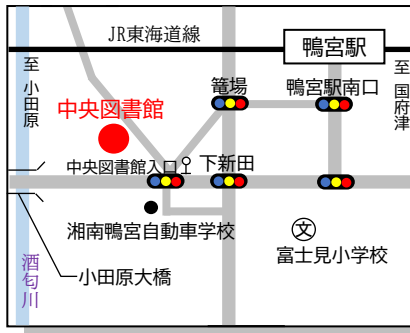 JR東海道線
鴨宮駅
至 小田原
至 国府津
籠場
鴨宮駅南口
中央図書館
中央図書館入口
下新田
湘南鴨宮自動車学校
文
富士見小学校
小田原大橋
酒匂川